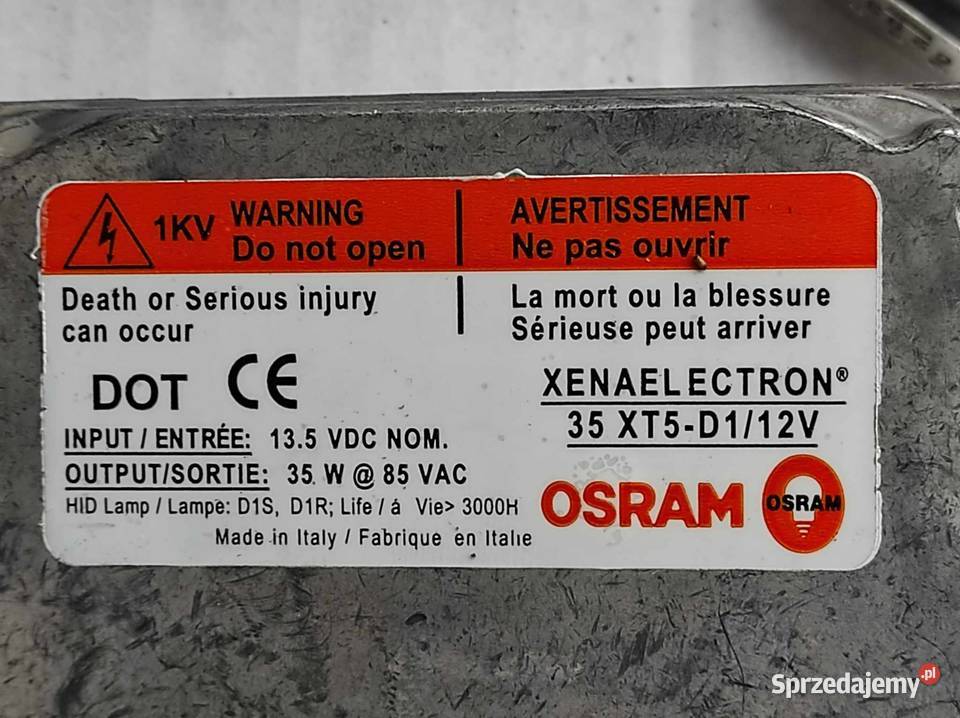 1KV WARNING
Do not open
AVERTISSEMENT
Ne pas ouvrir
Death or Serious injury
can occur
La mort ou la blessure
Sérieuse peut arriver
DOT CE
XENAELECTRON®
35 XT5-D1/12V
INPUT / ENTRÉE: 13.5 VDC NOM.
OUTPUT/SORTIE: 35 W @ 85 VAC
HID Lamp / Lampe: D1S, D1R; Life / á Vie> 3000H
Made in Italy / Fabrique en Italie
OSRAM
OSRAM
Sprzedajemy.pl